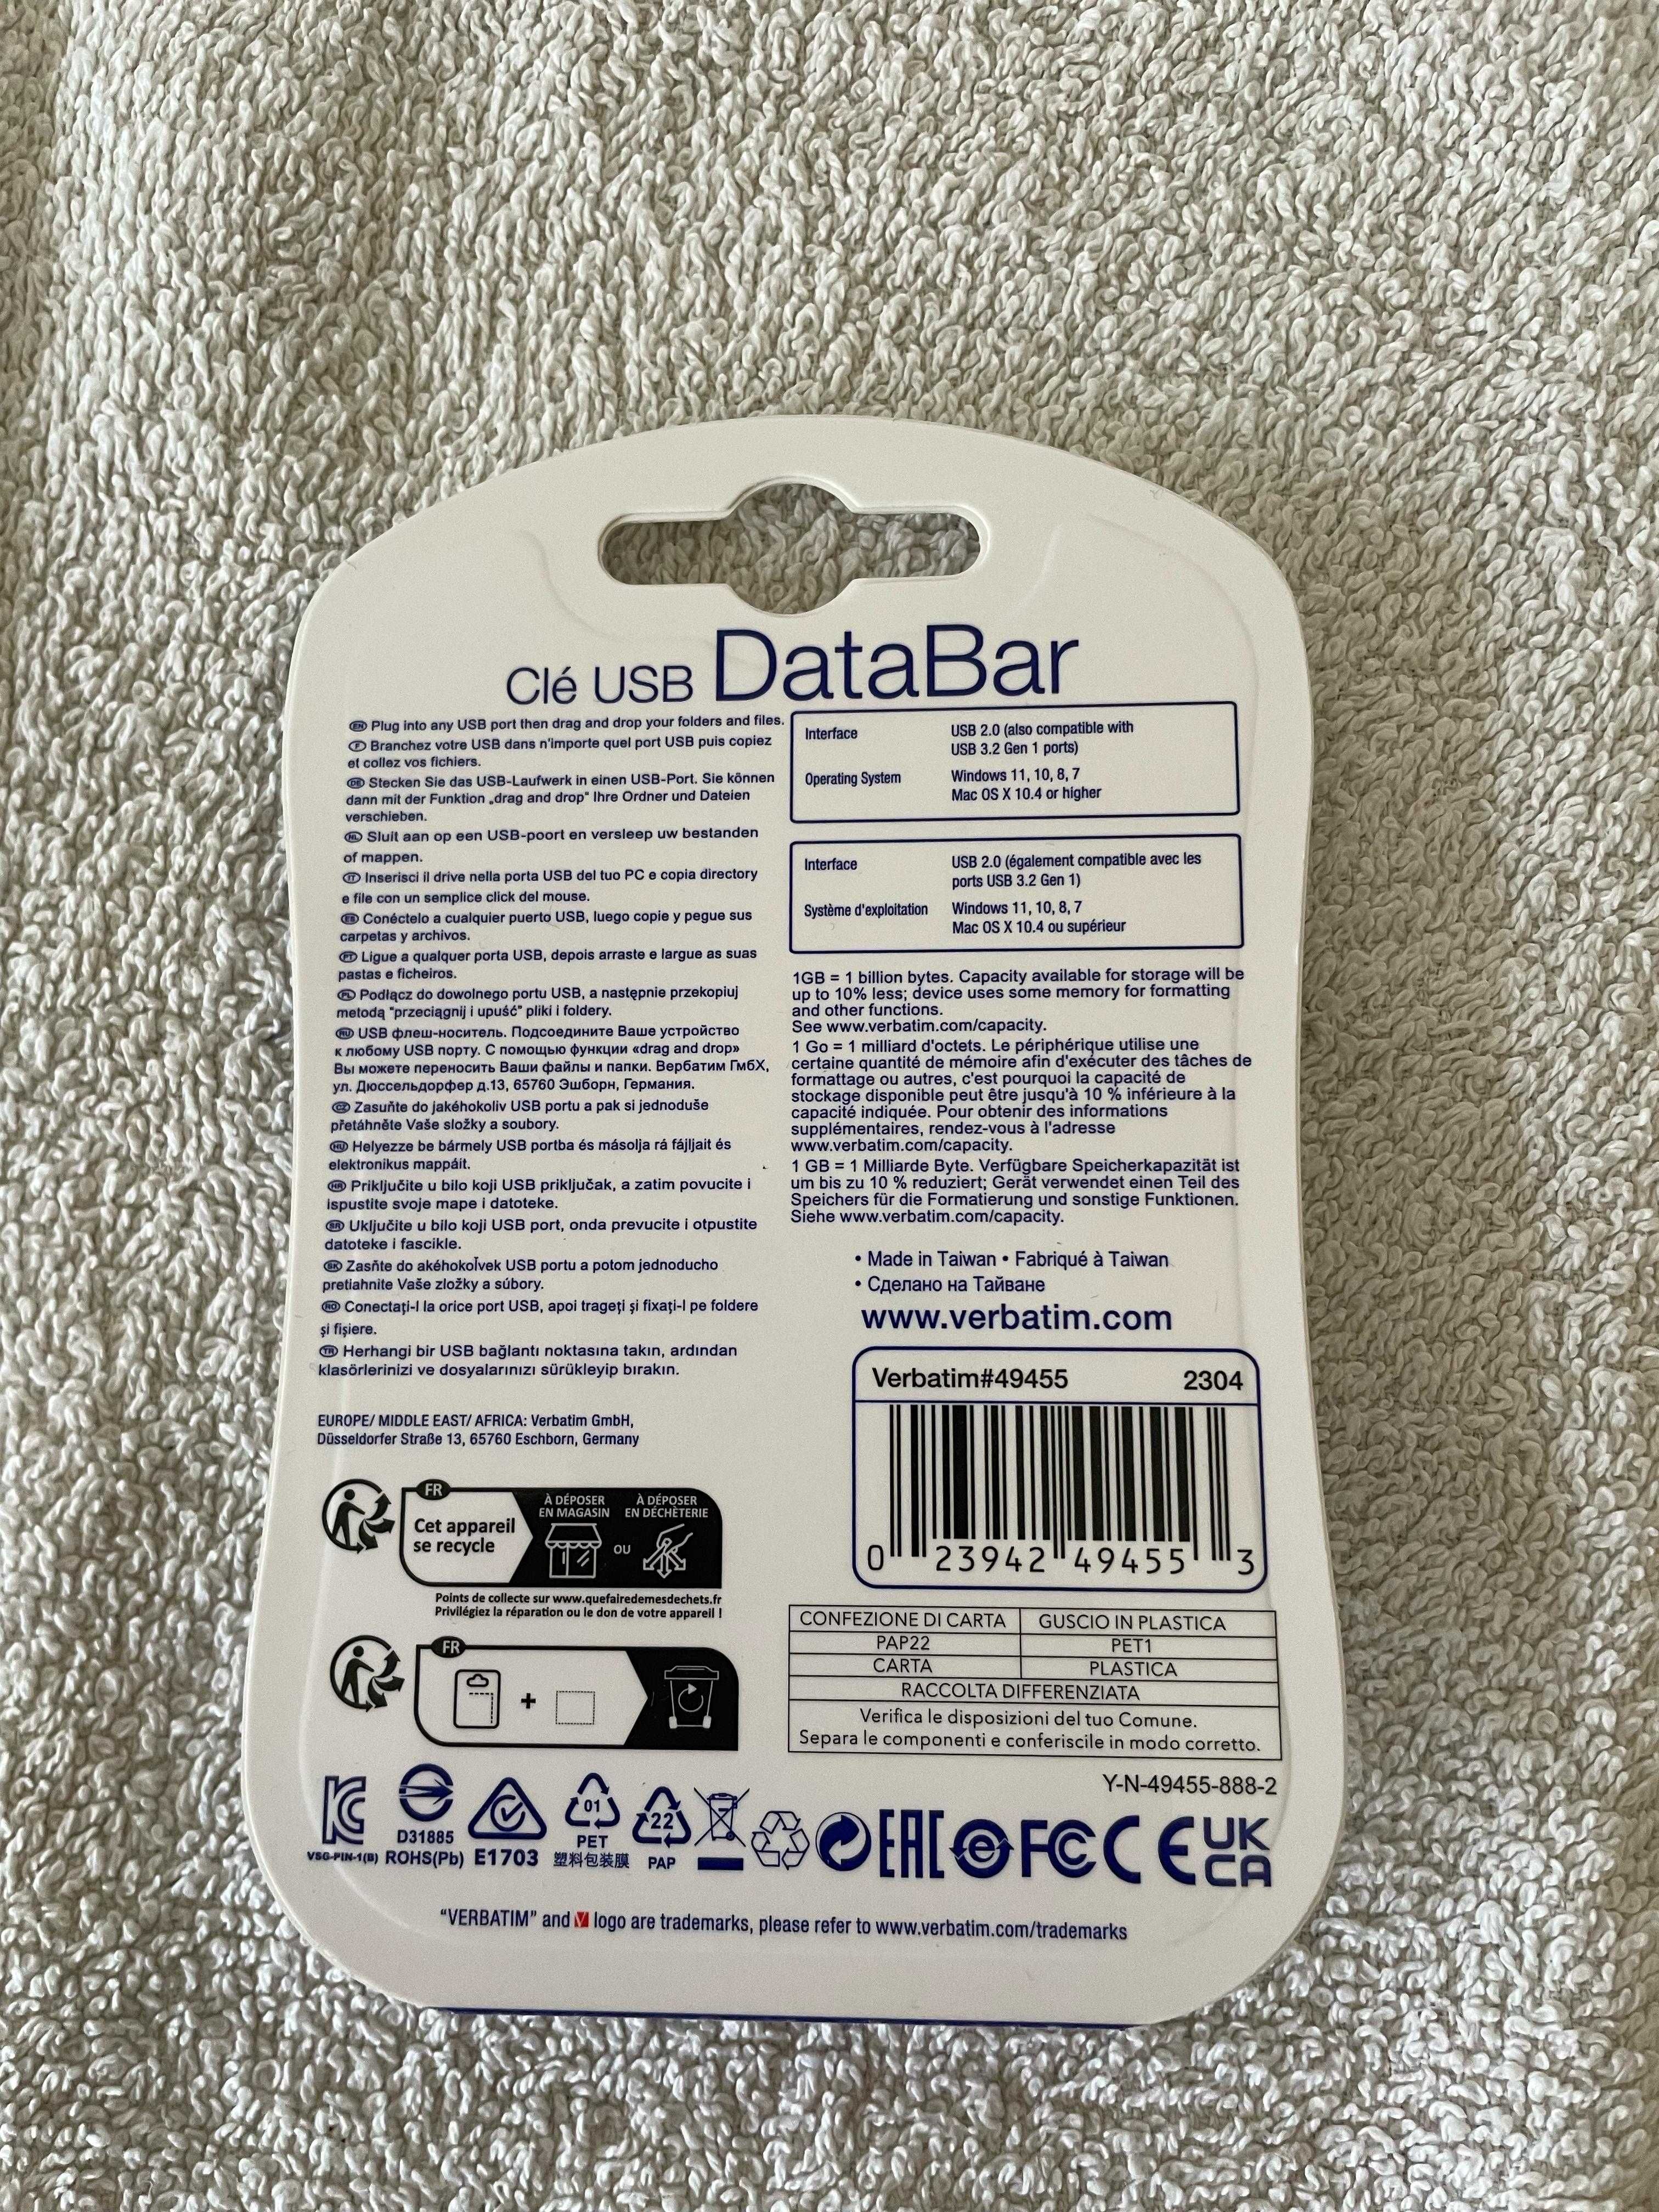 Clé USB DataBar
EN Plug into any USB port then drag and drop your folders and files.
F Branchez votre USB dans n'importe quel port USB puis copiez
et collez vos fichiers.
DE Stecken Sie das USB-Laufwerk in einen USB-Port. Sie können
dann mit der Funktion „drag and drop“ Ihre Ordner und Dateien
verschieben.
NL Sluit aan op een USB-poort en versleep uw bestanden
of mappen.
IT Inserisci il drive nella porta USB del tuo PC e copia directory
e file con un semplice click del mouse.
ES Conéctelo a cualquier puerto USB, luego copie y pegue sus
carpetas y archivos.
PT Ligue a qualquer porta USB, depois arraste e largue as suas
pastas e ficheiros.
PL Podłącz do dowolnego portu USB, a następnie przekopiuj
metodą "przeciągnij i upuść" pliki i foldery.
RU USB флеш-носитель. Подсоедините Ваше устройство
к любому USB порту. С помощью функции «drag and drop»
Вы можете переносить Ваши файлы и папки. Вербатим ГмбХ,
ул. Дюссельдорфер д.13, 65760 Эшборн, Германия.
CZ Zasuňte do jakéhokoliv USB portu a pak si jednoduše
přetáhněte Vaše složky a soubory.
HU Helyezze be bármely USB portba és másolja rá fájljait és
elektronikus mappáit.
HR Priključite u bilo koji USB priključak, a zatim povucite i
ispustite svoje mape i datoteke.
SR Uključite u bilo koji USB port, onda prevucite i otpustite
datoteke i fascikle.
SK Zasňte do akéhokoľvek USB portu a potom jednoducho
pretiahnite Vaše zložky a súbory.
RO Conectați-l la orice port USB, apoi trageți și fixați-l pe foldere
și fișiere.
TR Herhangi bir USB bağlantı noktasına takın, ardından
klasörlerinizi ve dosyalarınızı sürükleyip bırakın.
EUROPE/ MIDDLE EAST/ AFRICA: Verbatim GmbH,
Düsseldorfer Straße 13, 65760 Eschborn, Germany
FR
Cet appareil
se recycle
À DÉPOSER
EN MAGASIN
OU
À DÉPOSER
EN DÉCHÈTERIE
Points de collecte sur www.quefairedemesdechets.fr
Privilégiez la réparation ou le don de votre appareil !
FR
+
Interface USB 2.0 (also compatible with
USB 3.2 Gen 1 ports)
Operating System Windows 11, 10, 8, 7
Mac OS X 10.4 or higher
Interface USB 2.0 (également compatible avec les
ports USB 3.2 Gen 1)
Système d'exploitation Windows 11, 10, 8, 7
Mac OS X 10.4 ou supérieur
1GB = 1 billion bytes. Capacity available for storage will be
up to 10% less; device uses some memory for formatting
and other functions.
See www.verbatim.com/capacity.
1 Go = 1 milliard d'octets. Le périphérique utilise une
certaine quantité de mémoire afin d'exécuter des tâches de
formattage ou autres, c'est pourquoi la capacité de
stockage disponible peut être jusqu'à 10 % inférieure à la
capacité indiquée. Pour obtenir des informations
supplémentaires, rendez-vous à l'adresse
www.verbatim.com/capacity.
1 GB = 1 Milliarde Byte. Verfügbare Speicherkapazität ist
um bis zu 10 % reduziert; Gerät verwendet einen Teil des
Speichers für die Formatierung und sonstige Funktionen.
Siehe www.verbatim.com/capacity.
• Made in Taiwan • Fabriqué à Taiwan
• Сделано на Тайване
www.verbatim.com
Verbatim#49455 2304
0 23942 49455 3
CONFEZIONE DI CARTA GUSCIO IN PLASTICA
PAP22 PET1
CARTA PLASTICA
RACCOLTA DIFFERENZIATA
Verifica le disposizioni del tuo Comune.
Separa le componenti e conferiscile in modo corretto.
Y-N-49455-888-2
KC
VSG-PIN-1(B)
D31885
ROHS(Pb)
E1703
01
PET
塑料包装膜
22
PAP
EAC
e
FC
CE
UK
CA
“VERBATIM” and V logo are trademarks, please refer to www.verbatim.com/trademarks